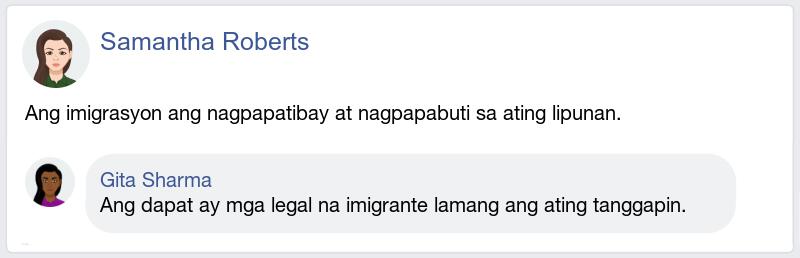 Samantha Roberts
Ang imigrasyon ang nagpapatibay at nagpapabuti sa ating lipunan.
Gita Sharma
Ang dapat ay mga legal na imigrante lamang ang ating tanggapin.